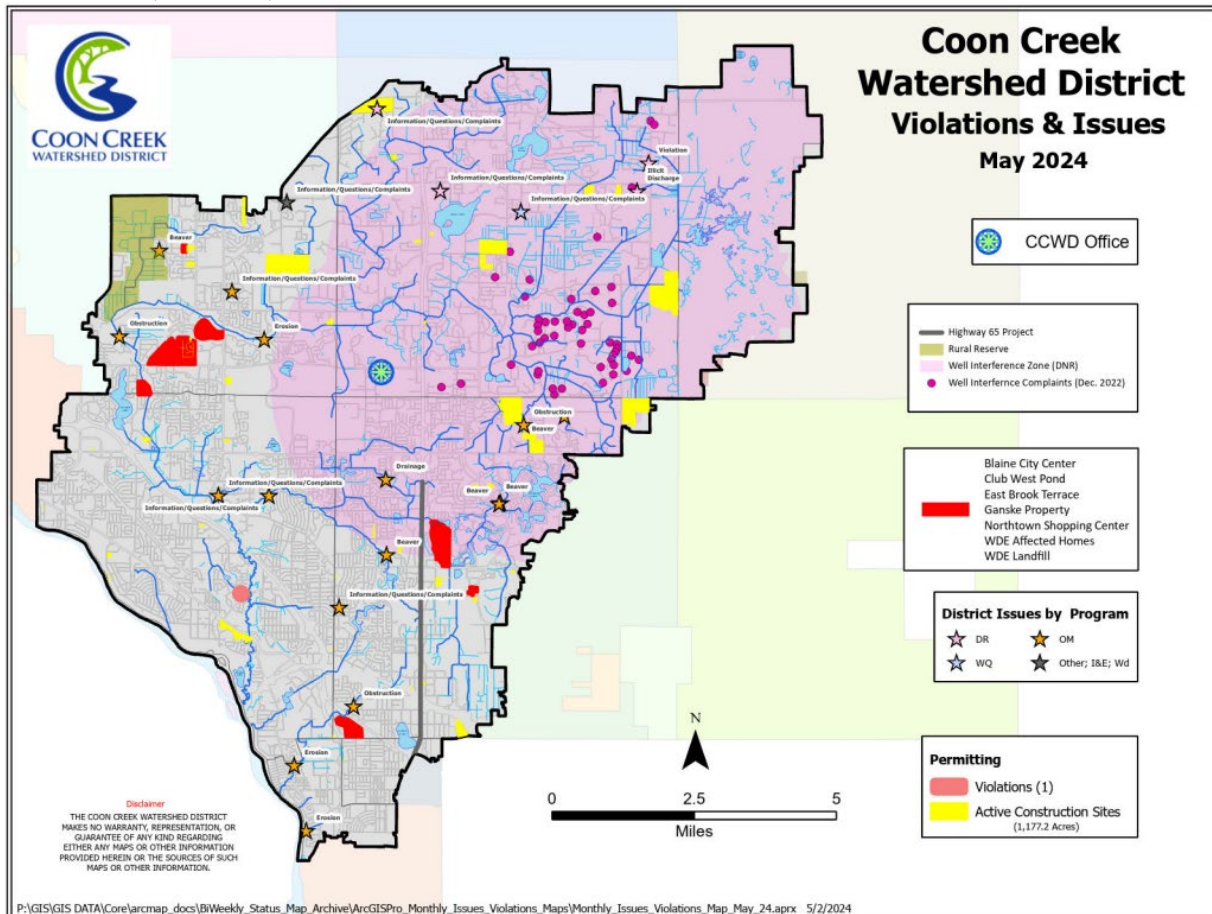 Coon Creek
Watershed District
Violations & Issues
May 2024
COON CREEK
WATERSHED DISTRICT
CCWD Office
Highway 65 Project
Rural Reserve
Well Interference Zone (DNR)
Well Interfernce Complaints (Dec. 2022)
Blaine City Center
Club West Pond
East Brook Terrace
Ganske Property
Northtown Shopping Center
WDE Affected Homes
WDE Landfill
District Issues by Program
DR
OM
WQ
Other; I&E; Wd
Permitting
Violations (1)
Active Construction Sites
(1,177.2 Acres)
Information/Questions/Complaints
Violation
Illicit
Discharge
Information/Questions/Complaints
Information/Questions/Complaints
Information/Questions/Complaints
Beaver
Information/Questions/Complaints
Obstruction
Erosion
Obstruction
Beaver
Drainage
Information/Questions/Complaints
Beaver
Beaver
Information/Questions/Complaints
Beaver
Information/Questions/Complaints
Obstruction
Erosion
Erosion
N
0
2.5
5
Miles
Disclaimer
THE COON CREEK WATERSHED DISTRICT
MAKES NO WARRANTY, REPRESENTATION, OR
GUARANTEE OF ANY KIND REGARDING
EITHER ANY MAPS OR OTHER INFORMATION
PROVIDED HEREIN OR THE SOURCES OF SUCH
MAPS OR OTHER INFORMATION.
P:\GIS\GIS DATA\Core\arcmap_docs\BiWeekly_Status_Map_Archive\ArcGISPro_Monthly_Issues_Violations_Maps\Monthly_Issues_Violations_Map_May_24.aprx 5/2/2024